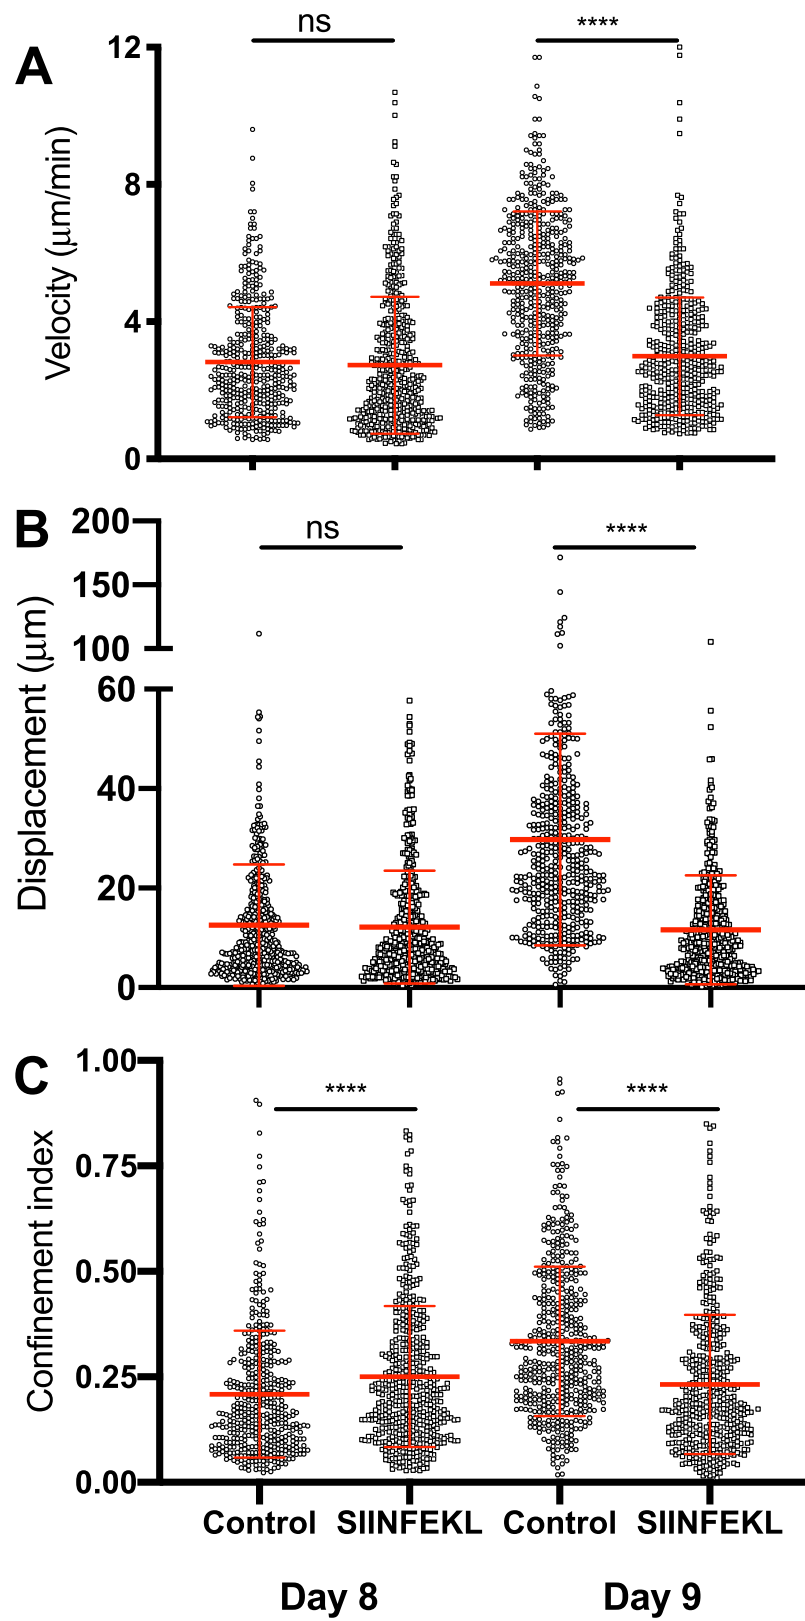 A
ns
****
12
8
4
0
Velocity (μm/min)
B
ns
****
200
150
100
60
40
20
0
Displacement (μm)
C
****
****
1.00
0.75
0.50
0.25
0.00
Confinement index
Control SIINFEKL Control SIINFEKL
Day 8 Day 9